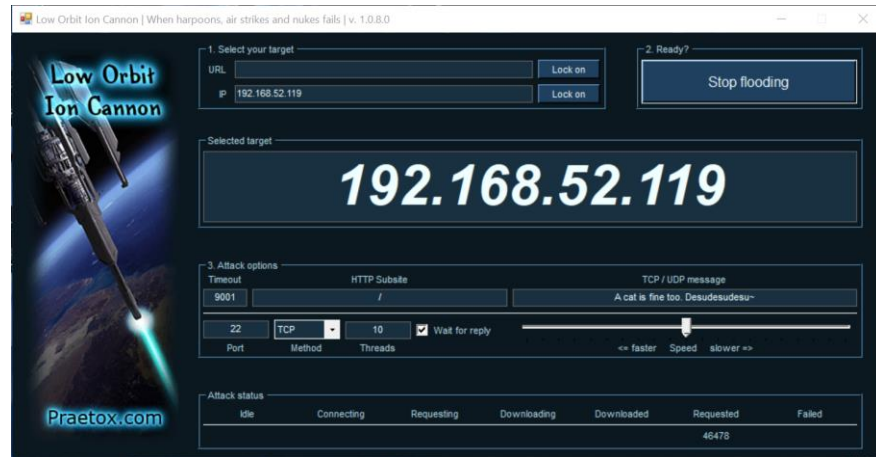 Low Orbit Ion Cannon | When harpoons, air strikes and nukes fails | v. 1.0.8.0
Low Orbit
Ion Cannon
Praetox.com
1. Select your target
URL Lock on
IP 192.168.52.119 Lock on
2. Ready?
Stop flooding
Selected target
192.168.52.119
3. Attack options
Timeout HTTP Subsite TCP / UDP message
9001 / A cat is fine too. Desudesudesu~
22 TCP 10 Wait for reply
Port Method Threads <= faster Speed slower =>
Attack status
Idle Connecting Requesting Downloading Downloaded Requested Failed
46478